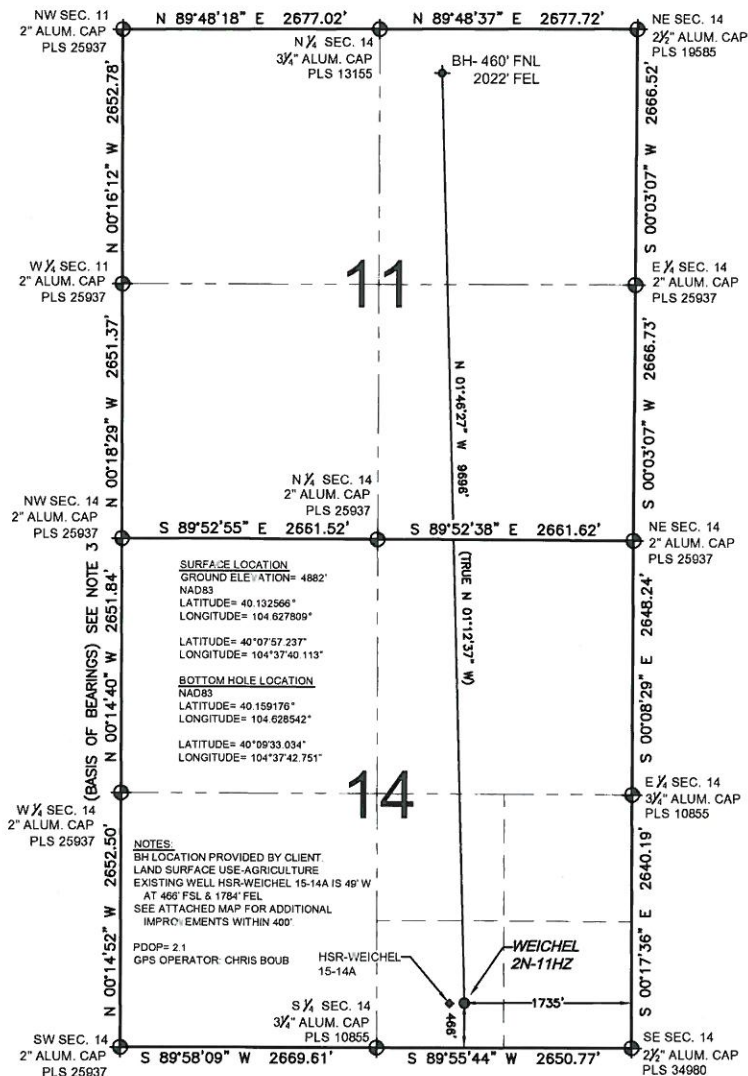 N 89°48'18" E 2677.02'
N 89°48'37" E 2677.72'
NW SEC. 11
2" ALUM. CAP
PLS 25937
N ¼ SEC. 14
3¼" ALUM. CAP
PLS 13155
NE SEC. 14
2½" ALUM. CAP
PLS 19585
BH- 460' FNL
2022' FEL
N 00°16'12" W 2652.78'
S 00°03'07" W 2666.52'
W ¼ SEC. 11
2" ALUM. CAP
PLS 25937
11
E ¼ SEC. 14
2" ALUM. CAP
PLS 25937
N 00°18'29" W 2651.37'
N 01°46'27" W 9696'
S 00°03'07" W 2666.73'
NW SEC. 14
2" ALUM. CAP
PLS 25937
N ¼ SEC. 14
2" ALUM. CAP
PLS 25937
NE SEC. 14
2" ALUM. CAP
PLS 25937
S 89°52'55" E 2661.52'
S 89°52'38" E 2661.62'
(BASIS OF BEARINGS) SEE NOTE 3
N 00°14'40" W 2651.84'
SURFACE LOCATION
GROUND ELEVATION= 4882'
NAD83
LATITUDE= 40.132566°
LONGITUDE= 104.627809°
LATITUDE= 40°07'57.237"
LONGITUDE= 104°37'40.113"
BOTTOM HOLE LOCATION
NAD83
LATITUDE= 40.159176°
LONGITUDE= 104.628542°
LATITUDE= 40°09'33.034"
LONGITUDE= 104°37'42.751"
(TRUE N 01°12'37" W)
S 00°08'29" E 2648.24'
W ¼ SEC. 14
2" ALUM. CAP
PLS 25937
14
E ¼ SEC. 14
3¼" ALUM. CAP
PLS 10855
N 00°14'52" W 2652.50'
NOTES:
BH LOCATION PROVIDED BY CLIENT.
LAND SURFACE USE-AGRICULTURE
EXISTING WELL HSR-WEICHEL 15-14A IS 49' W
AT 466' FSL & 1784' FEL
SEE ATTACHED MAP FOR ADDITIONAL
IMPROVEMENTS WITHIN 400'
PDOP= 2.1
GPS OPERATOR: CHRIS BOUB
HSR-WEICHEL
15-14A
WEICHEL
2N-11HZ
1735'
466'
S 00°17'36" E 2640.19'
S ¼ SEC. 14
3¼" ALUM. CAP
PLS 10855
SW SEC. 14
2" ALUM. CAP
PLS 25937
S 89°58'09" W 2669.61'
S 89°55'44" W 2650.77'
SE SEC. 14
2½" ALUM. CAP
PLS 34980